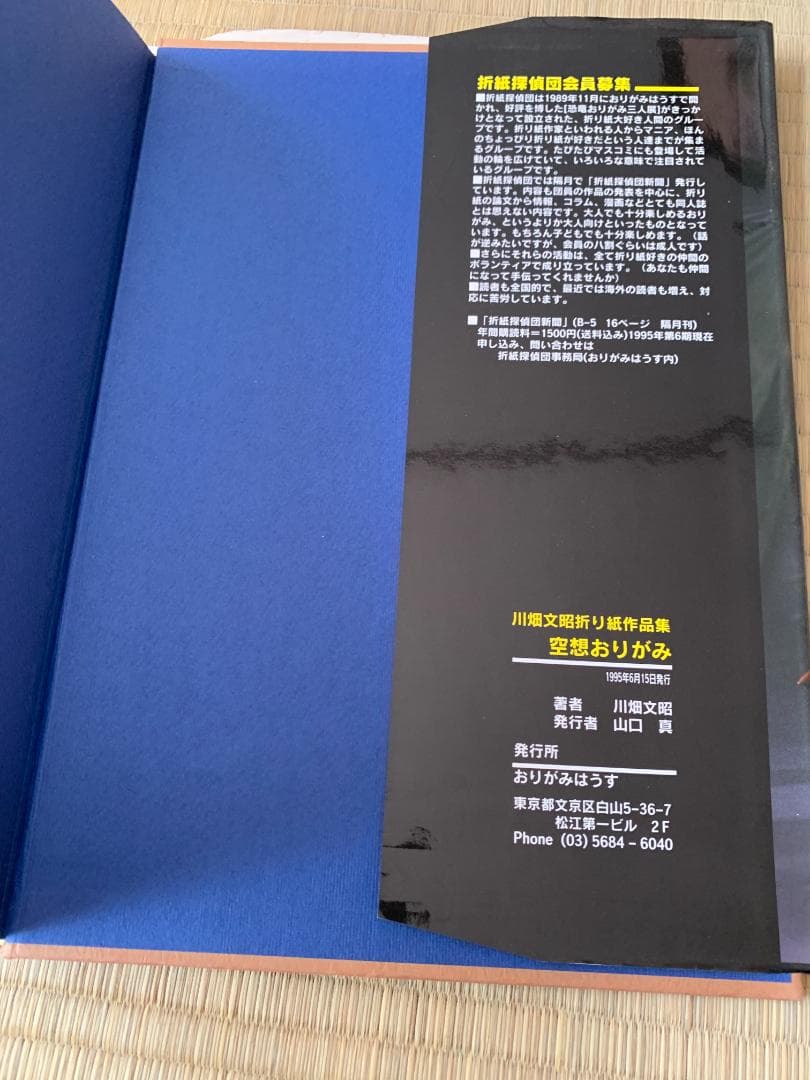 折紙探偵団会員募集
■折紙探偵団は1989年11月におりがみはうすで開
かれ、好評を博した[恐竜おりがみ三人展]がきっか
けとなって設立された、折り紙大好き人間のグルー
プです。折り紙作家といわれる人からマニア、ほん
のちょっぴり折り紙が好きだという人達までが集ま
るグループです。たびたびマスコミにも登場して活
動の輪を広げていて、いろいろな意味で注目されて
いるグループです。
■折紙探偵団では隔月で「折紙探偵団新聞」発行し
ています。内容も団員の作品の発表を中心に、折り
紙の論文から情報、コラム、漫画などとても同人誌
とは思えない内容です。大人でも十分楽しめるおり
がみ、というよりか大人向けといったものとなって
います。もちろん子どもでも十分楽しめます。（話
が逆みたいですが、会員の八割ぐらいは成人です）
■さらにそれらの活動は、全て折り紙好きの仲間の
ボランティアで成り立っています。（あなたも仲間
になって手伝ってくれませんか）
■読者も全国的で、最近では海外の読者も増え、対
応に苦労しています。
■「折紙探偵団新聞」(B-5 16ページ 隔月刊)
年間購読料＝1500円(送料込み)1995年第6期現在
申し込み、問い合わせは
折紙探偵団事務局(おりがみはうす内)
川畑文昭折り紙作品集
空想おりがみ
1995年6月15日発行
著者 川畑文昭
発行者 山口 真
発行所
おりがみはうす
東京都文京区白山5-36-7
松江第一ビル 2F
Phone (03) 5684-6040